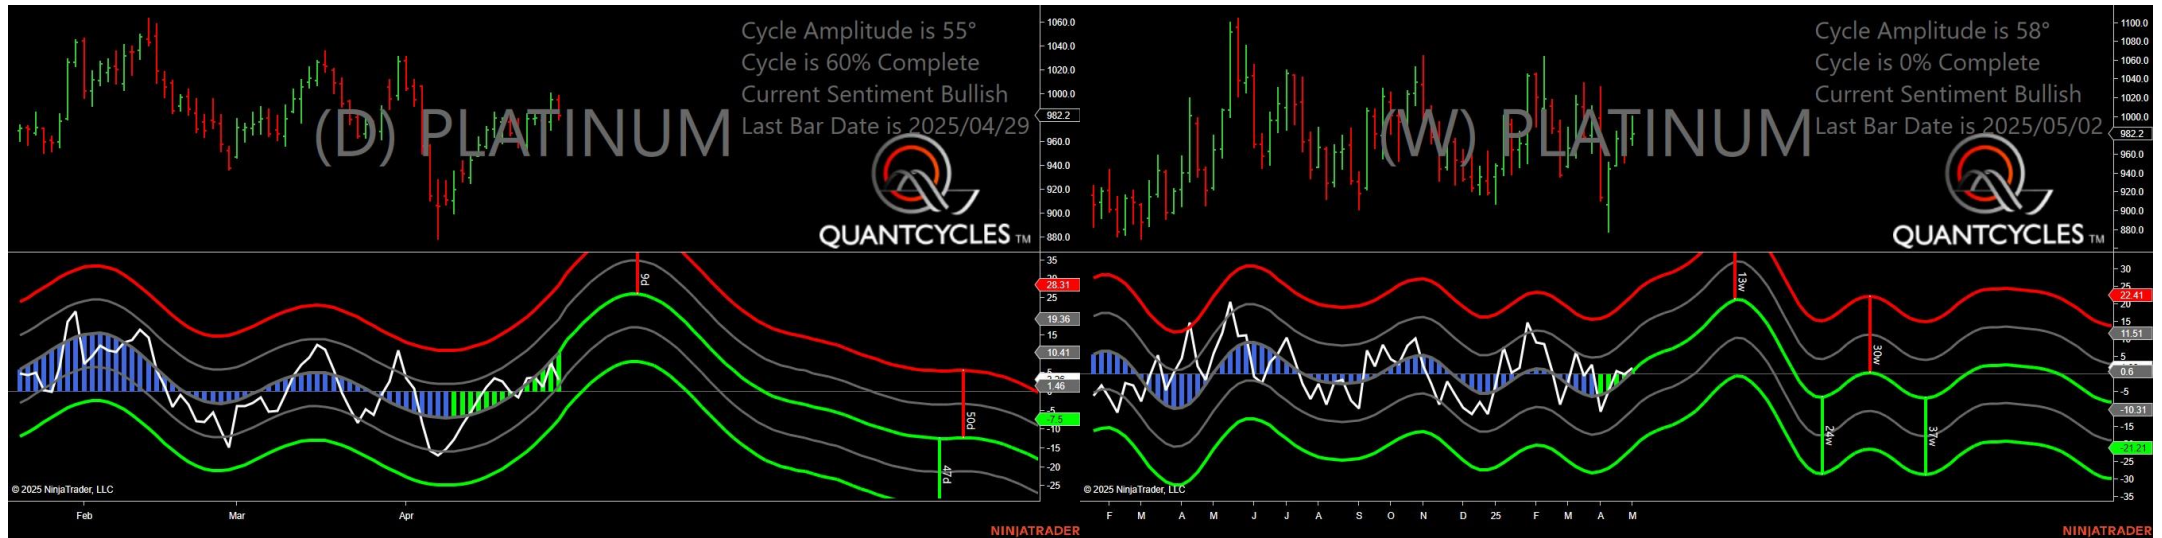 Cycle Amplitude is 55°
Cycle is 60% Complete
Current Sentiment Bullish
Last Bar Date is 2025/04/29
(D) PLATINUM
QUANTCYCLES TM
1060.0
1040.0
1020.0
1000.0
982.2
960.0
940.0
920.0
900.0
880.0
35
28.31
25
19.36
15
10.41
5
1.46
-5
-7.5
-10
-15
-20
-25
9d
50d
47d
© 2025 NinjaTrader, LLC
Feb Mar Apr
NINJATRADER
Cycle Amplitude is 58°
Cycle is 0% Complete
Current Sentiment Bullish
Last Bar Date is 2025/05/02
(W) PLATINUM
QUANTCYCLES TM
1100.0
1080.0
1060.0
1040.0
1020.0
1000.0
982.2
960.0
940.0
920.0
900.0
880.0
30
22.41
20
15
11.51
5
0.6
-5
-10.31
-15
-21.21
-25
-30
-35
13w
30w
24w
37w
© 2025 NinjaTrader, LLC
F M A M J J A S O N D 25 F M A M
NINJATRADER